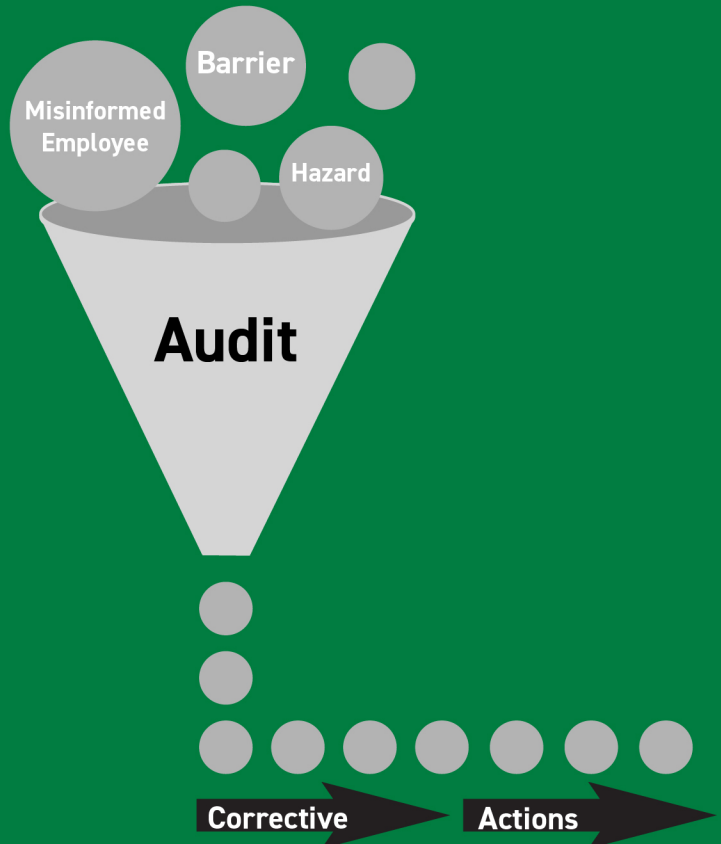 Barrier
Misinformed
Employee
Hazard
Audit
Corrective
Actions